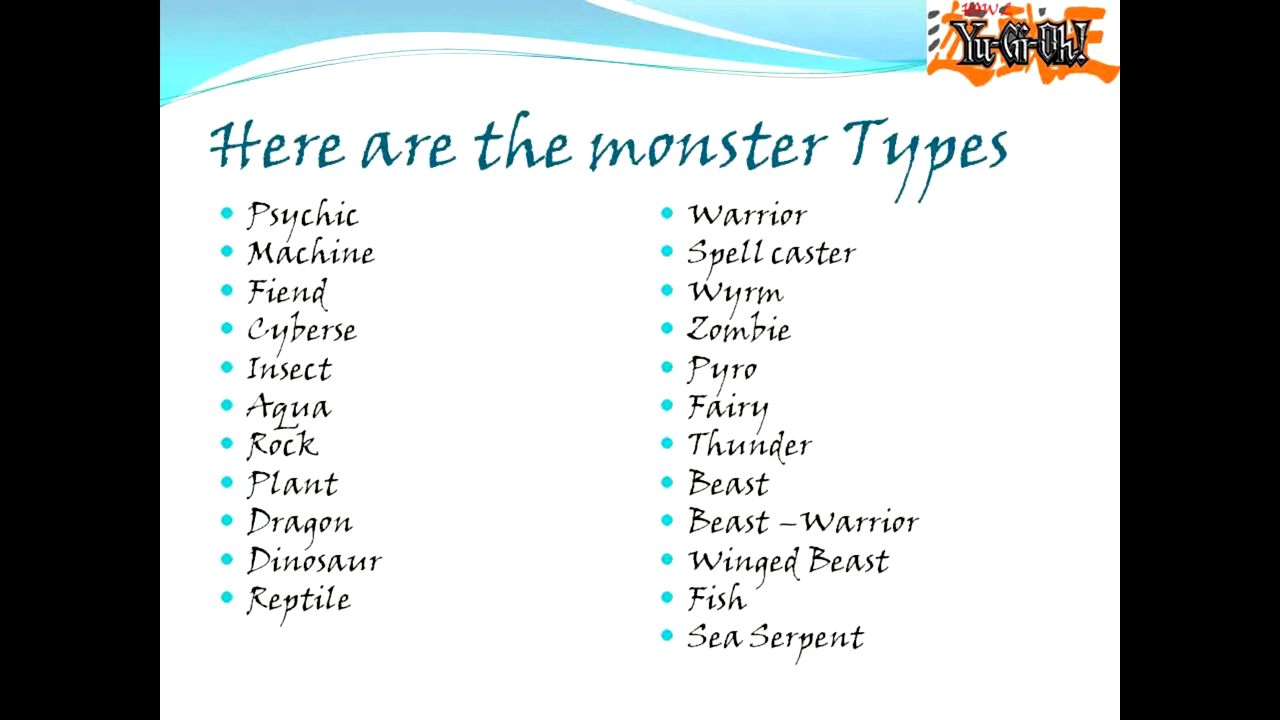 Yu-Gi-Oh!
Here are the monster Types
Psychic
Machine
Fiend
Cyberse
Insect
Aqua
Rock
Plant
Dragon
Dinosaur
Reptile
Warrior
Spell caster
Wyrm
Zombie
Pyro
Fairy
Thunder
Beast
Beast –Warrior
Winged Beast
Fish
Sea Serpent